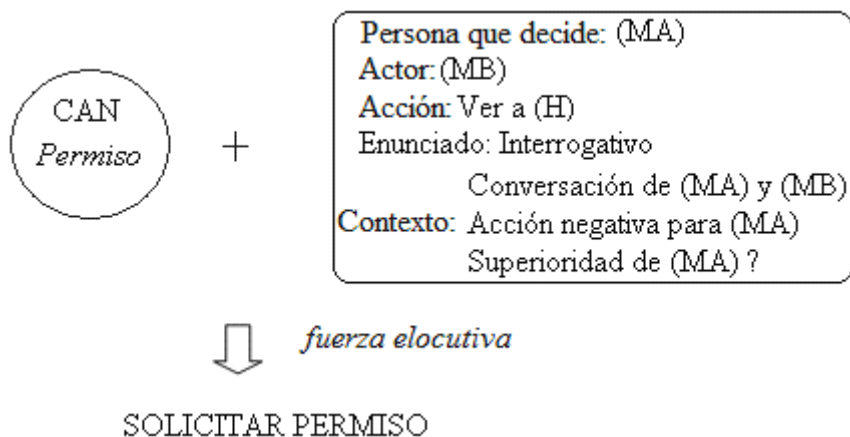 CAN
Permiso
+
Persona que decide: (MA)
Actor: (MB)
Acción: Ver a (H)
Enunciado: Interrogativo
Conversación de (MA) y (MB)
Contexto: Acción negativa para (MA)
Superioridad de (MA) ?
fuerza elocutiva
SOLICITAR PERMISO